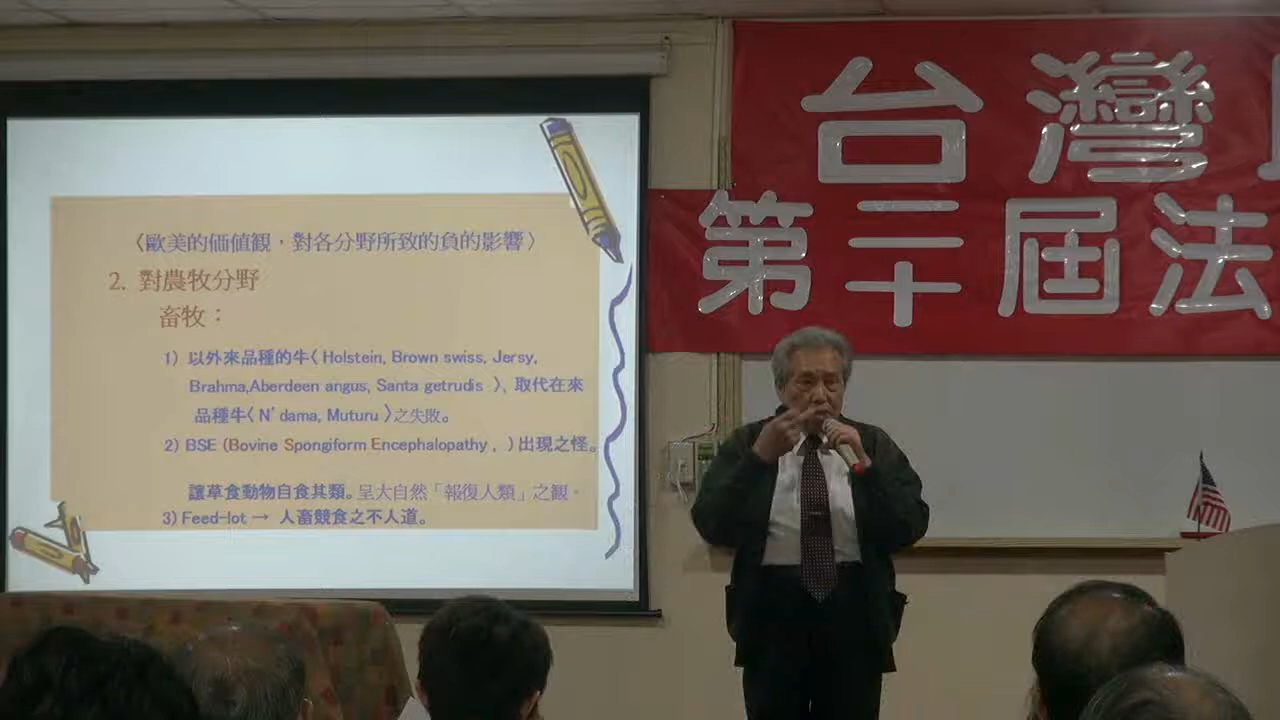 〈歐美的価值観，對各分野所致的負的影響〉
2. 對農牧分野
畜牧：
1) 以外來品種的牛( Holstein, Brown swiss, Jersy,
Brahma,Aberdeen angus, Santa getrudis ), 取代在來
品種牛( N'dama, Muturu )之失敗。
2) BSE (Bovine Spongiform Encephalopathy , ) 出現之怪。
讓草食動物自食其類。呈大自然「報復人類」之観。
3) Feed-lot → 人畜競食之不人道。
台灣
第二十屆法